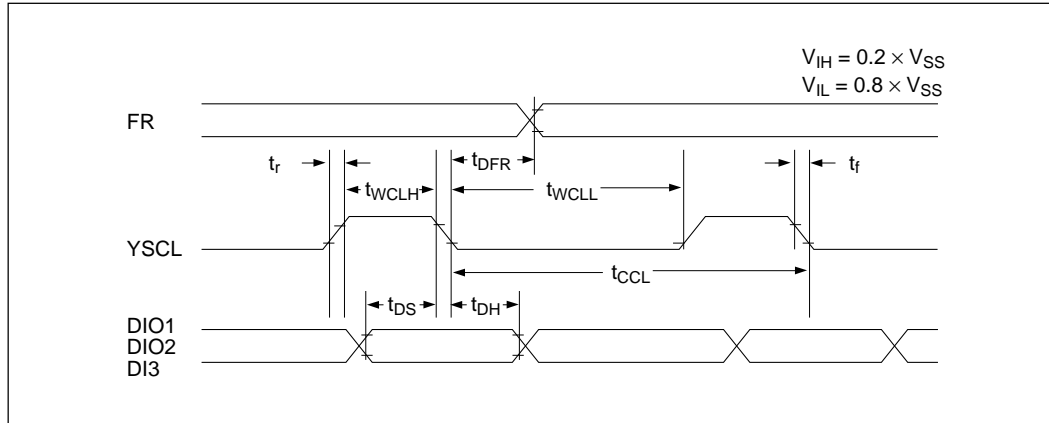 V_IH = 0.2 × V_SS
V_IL = 0.8 × V_SS
FR
t_r
t_DFR
t_f
t_WCLH
t_WCLL
YSCL
t_CCL
t_DS
t_DH
DIO1
DIO2
DI3